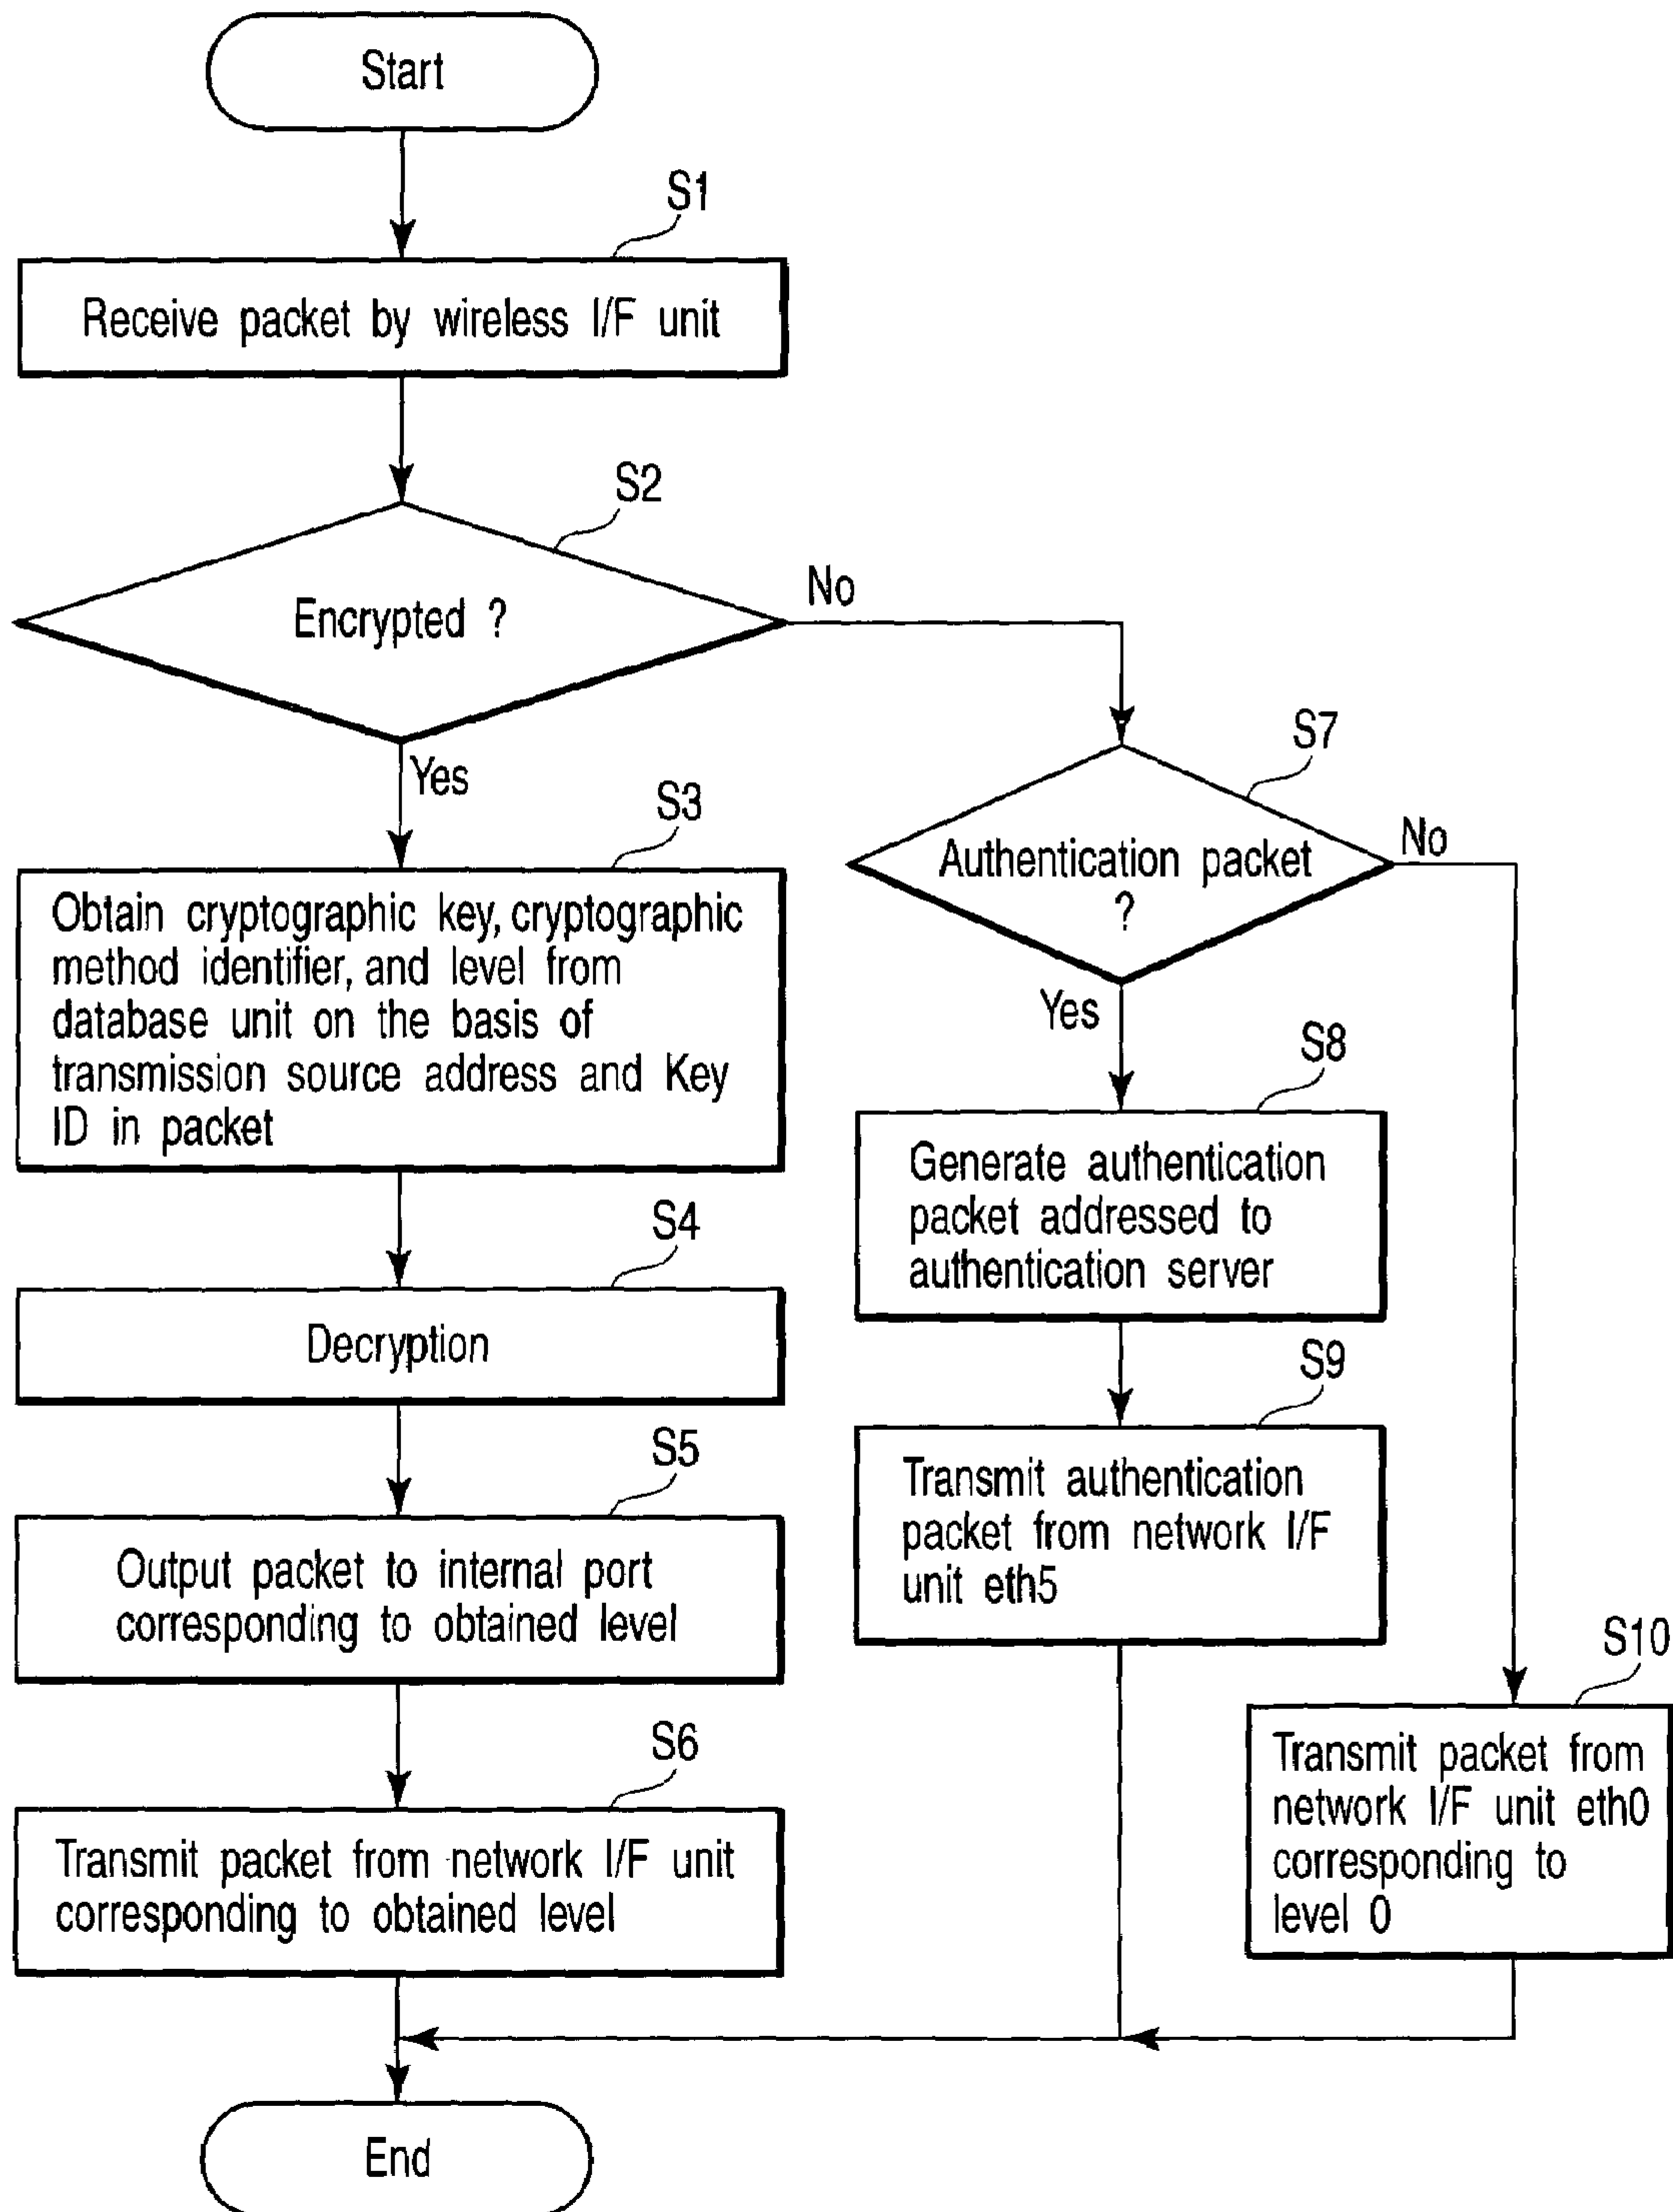 Start
S1
Receive packet by wireless I/F unit
S2
Encrypted ?
No
Yes
S3
Obtain cryptographic key, cryptographic
method identifier, and level from
database unit on the basis of
transmission source address and Key
ID in packet
S4
Decryption
S5
Output packet to internal port
corresponding to obtained level
S6
Transmit packet from network I/F unit
corresponding to obtained level
S7
Authentication packet
?
No
Yes
S8
Generate authentication
packet addressed to
authentication server
S9
Transmit authentication
packet from network I/F
unit eth5
S10
Transmit packet from
network I/F unit eth0
corresponding to
level 0
End